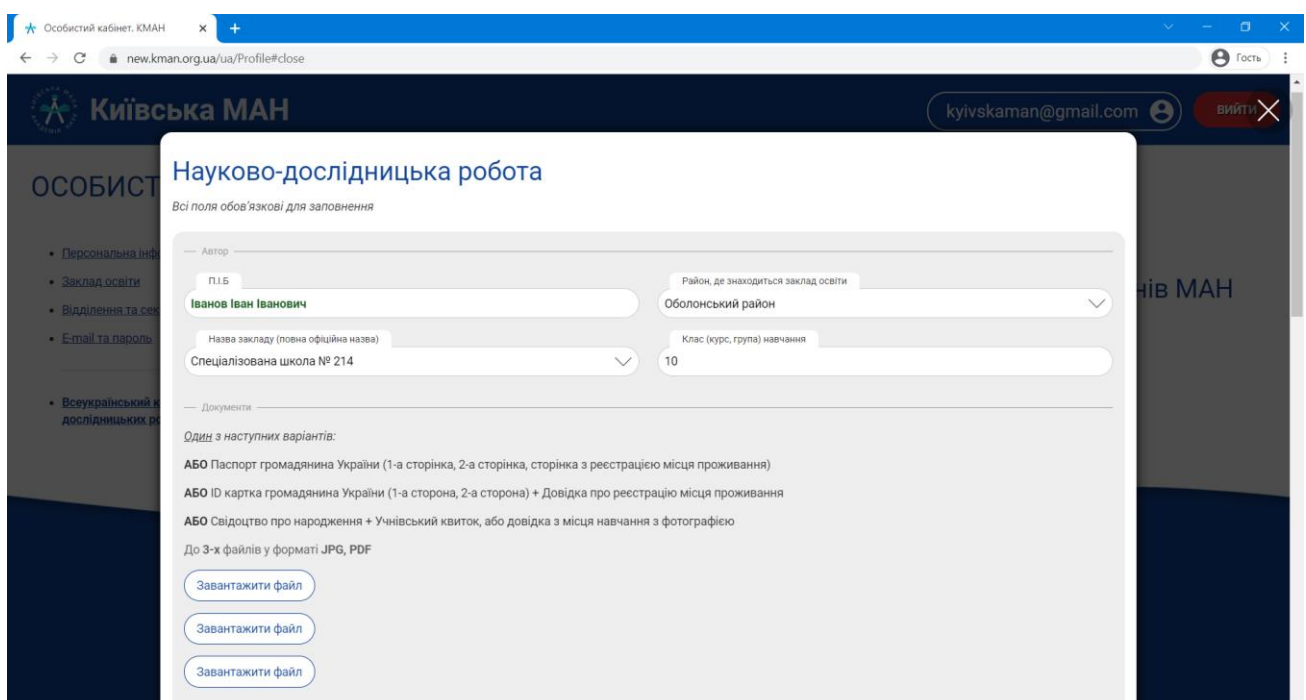 Особистий кабінет. КМАН
new.kman.org.ua/ua/Profile#close
Гость
Київська МАН
kyivskaman@gmail.com
ВИЙТИ
ОСОБИСТ
Науково-дослідницька робота
Всі поля обов'язкові для заповнення
Персональна інф
Заклад освіти
Відділення та сек
E-mail та пароль
Всеукраїнський к
дослідницьких ро
нів МАН
Автор
П.І.Б
Іванов Іван Іванович
Район, де знаходиться заклад освіти
Оболонський район
Назва закладу (повна офіційна назва)
Спеціалізована школа № 214
Клас (курс, група) навчання
10
Документи
Один з наступних варіантів:
АБО Паспорт громадянина України (1-а сторінка, 2-а сторінка, сторінка з реєстрацією місця проживання)
АБО ID картка громадянина України (1-а сторона, 2-а сторона) + Довідка про реєстрацію місця проживання
АБО Свідоцтво про народження + Учнівський квиток, або довідка з місця навчання з фотографією
До 3-х файлів у форматі JPG, PDF
Завантажити файл
Завантажити файл
Завантажити файл